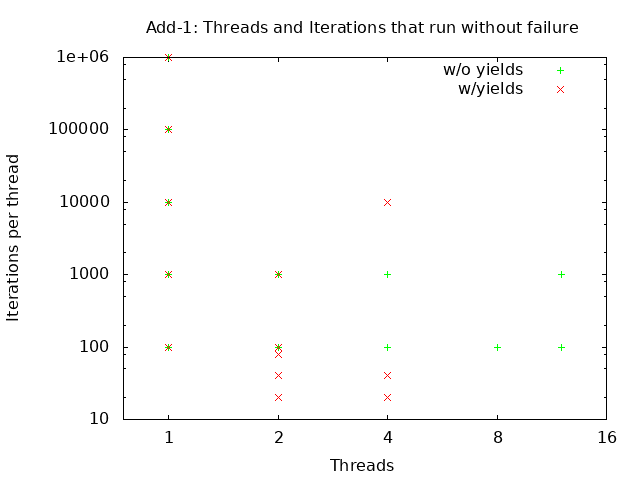 Add-1: Threads and Iterations that run without failure
1e+06
100000
10000
1000
100
10
Iterations per thread
w/o yields
w/yields
1 2 4 8 16
Threads